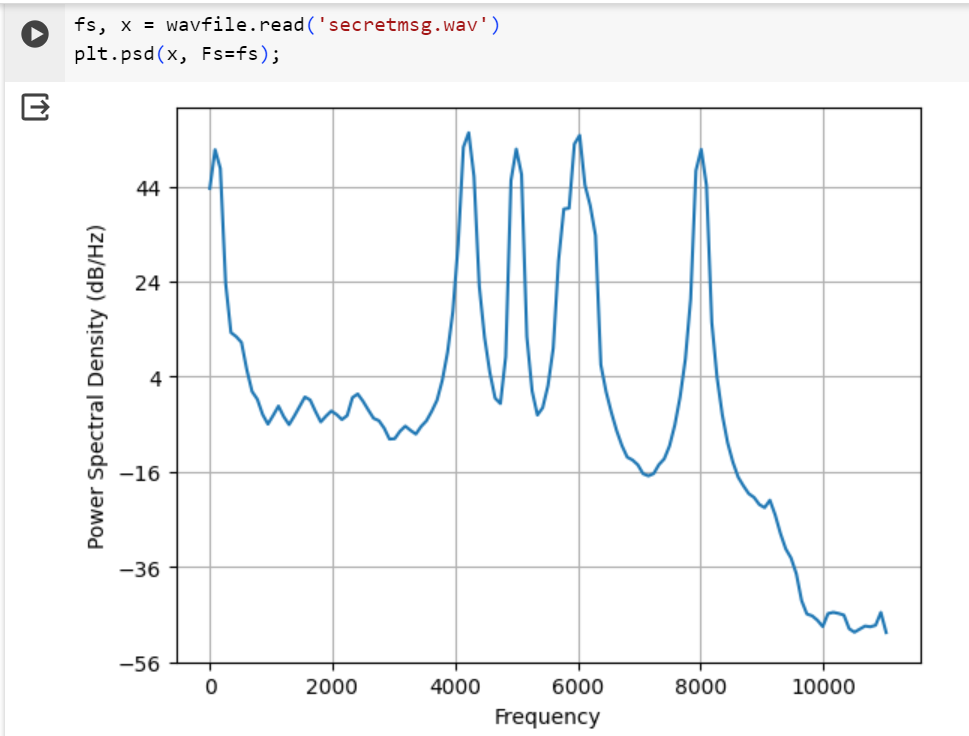 fs, x = wavfile.read('secretmsg.wav')
plt.psd(x, Fs=fs);
44
24
4
−16
−36
−56
Power Spectral Density (dB/Hz)
0 2000 4000 6000 8000 10000
Frequency